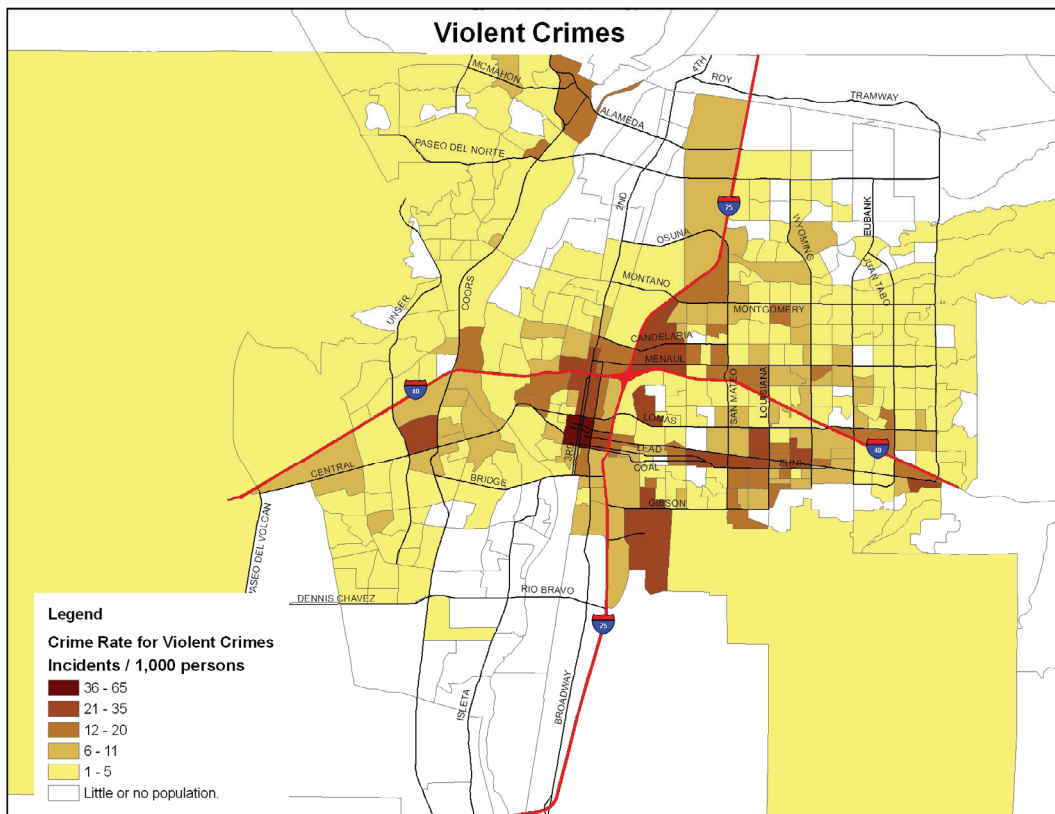 Violent Crimes
4TH
ROY
TRAMWAY
MCMAHON
ALAMEDA
PASEO DEL NORTE
2ND
25
WYOMING
EUBANK
OSUNA
JUAN TABO
COORS
MONTANO
UNSER
MONTGOMERY
CANDELARIA
MENAUL
40
SAN MATEO
LOUISIANA
LOMAS
LEAD
3RD
40
COAL
ZUNI
CENTRAL
BRIDGE
GIBSON
PASEO DEL VOLCAN
RIO BRAVO
DENNIS CHAVEZ
25
ISLETA
BROADWAY
Legend
Crime Rate for Violent Crimes
Incidents / 1,000 persons
36 - 65
21 - 35
12 - 20
6 - 11
1 - 5
Little or no population.